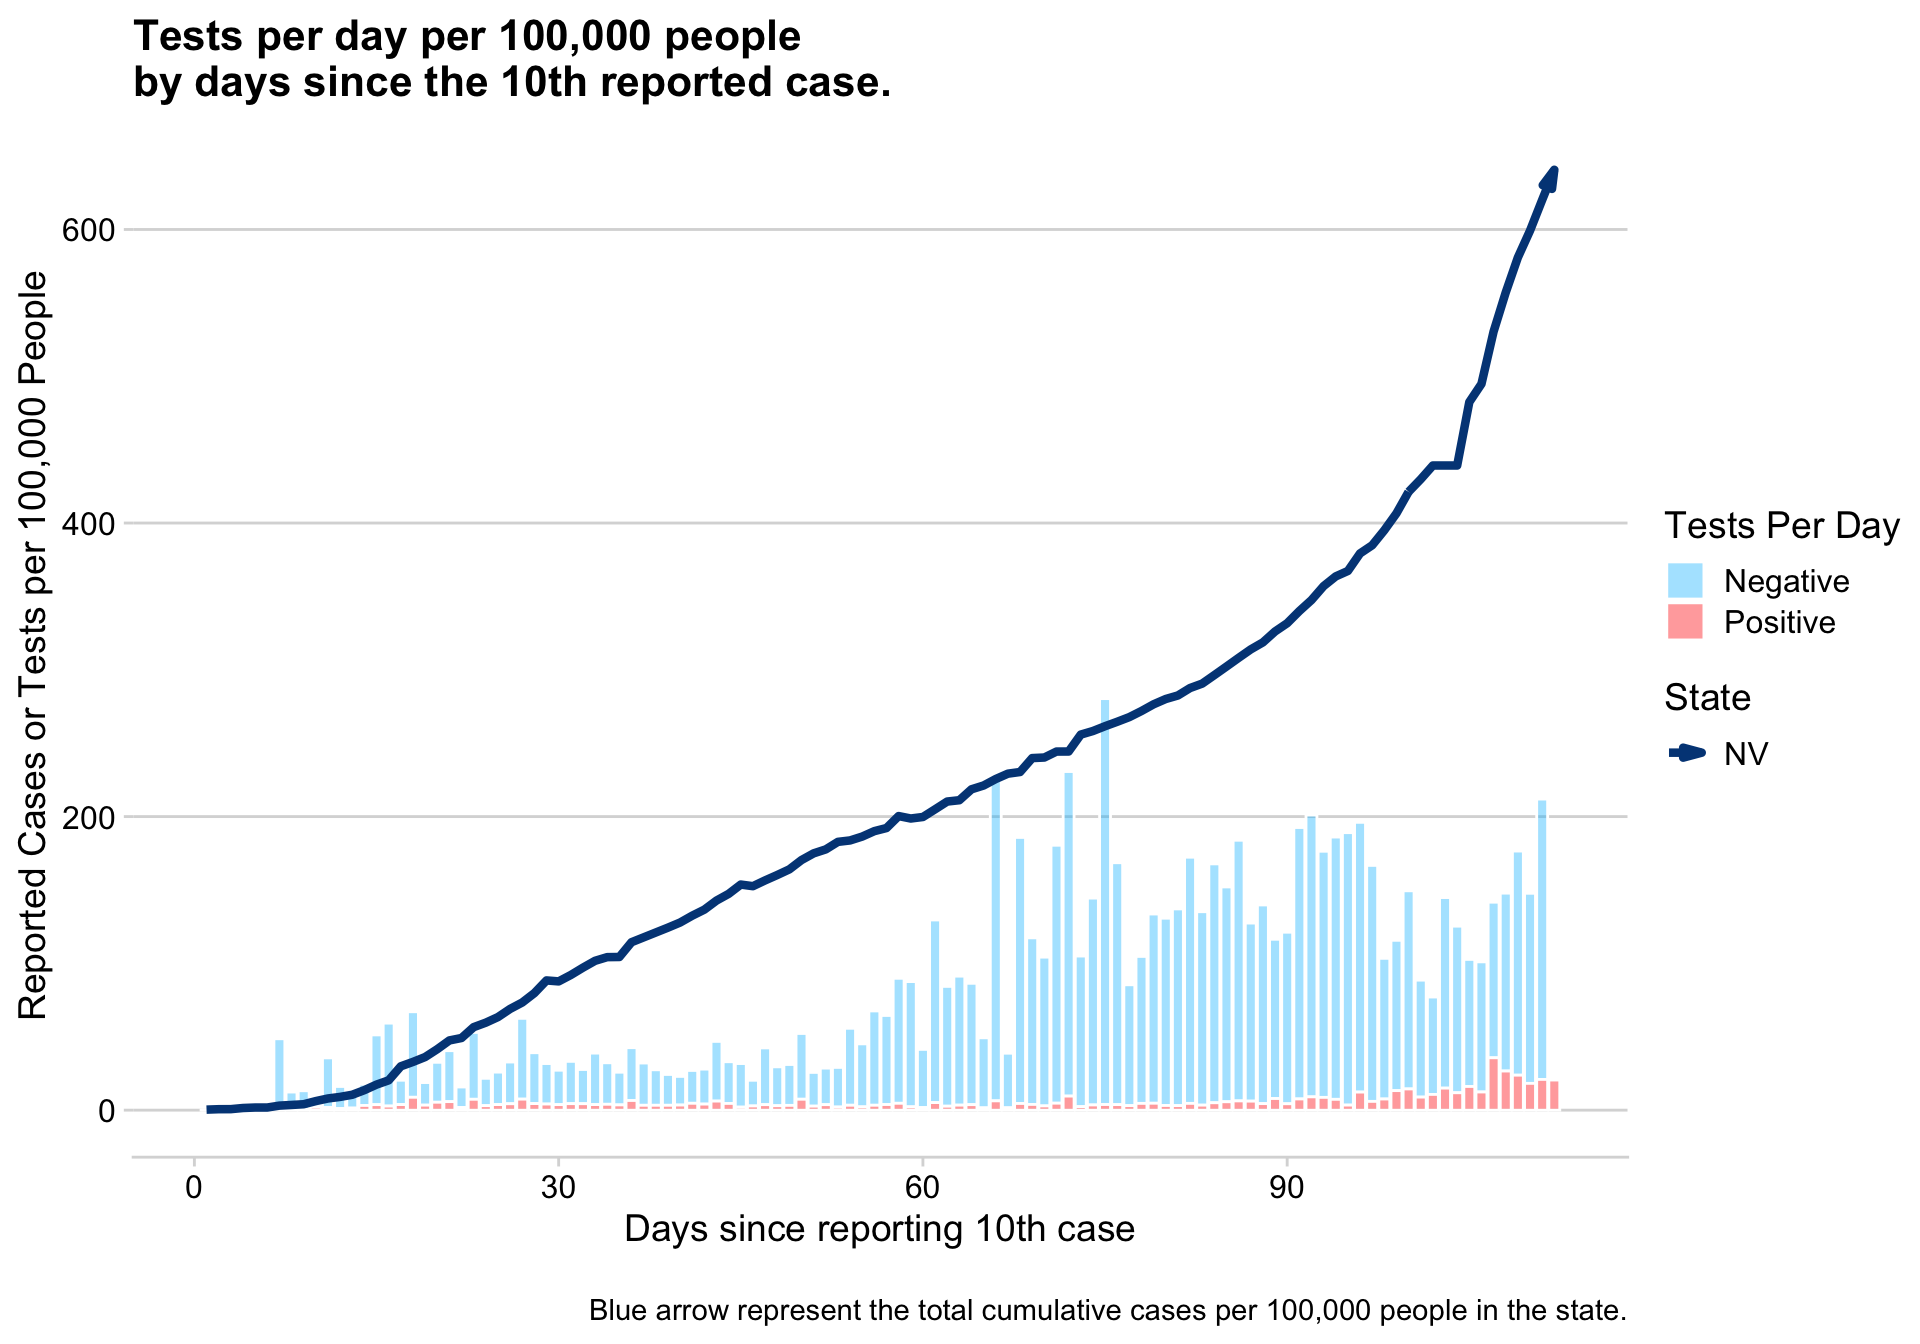 Tests per day per 100,000 people
by days since the 10th reported case.
Reported Cases or Tests per 100,000 People
600
400
200
0
0
30
60
90
Days since reporting 10th case
Tests Per Day
Negative
Positive
State
NV
Blue arrow represent the total cumulative cases per 100,000 people in the state.